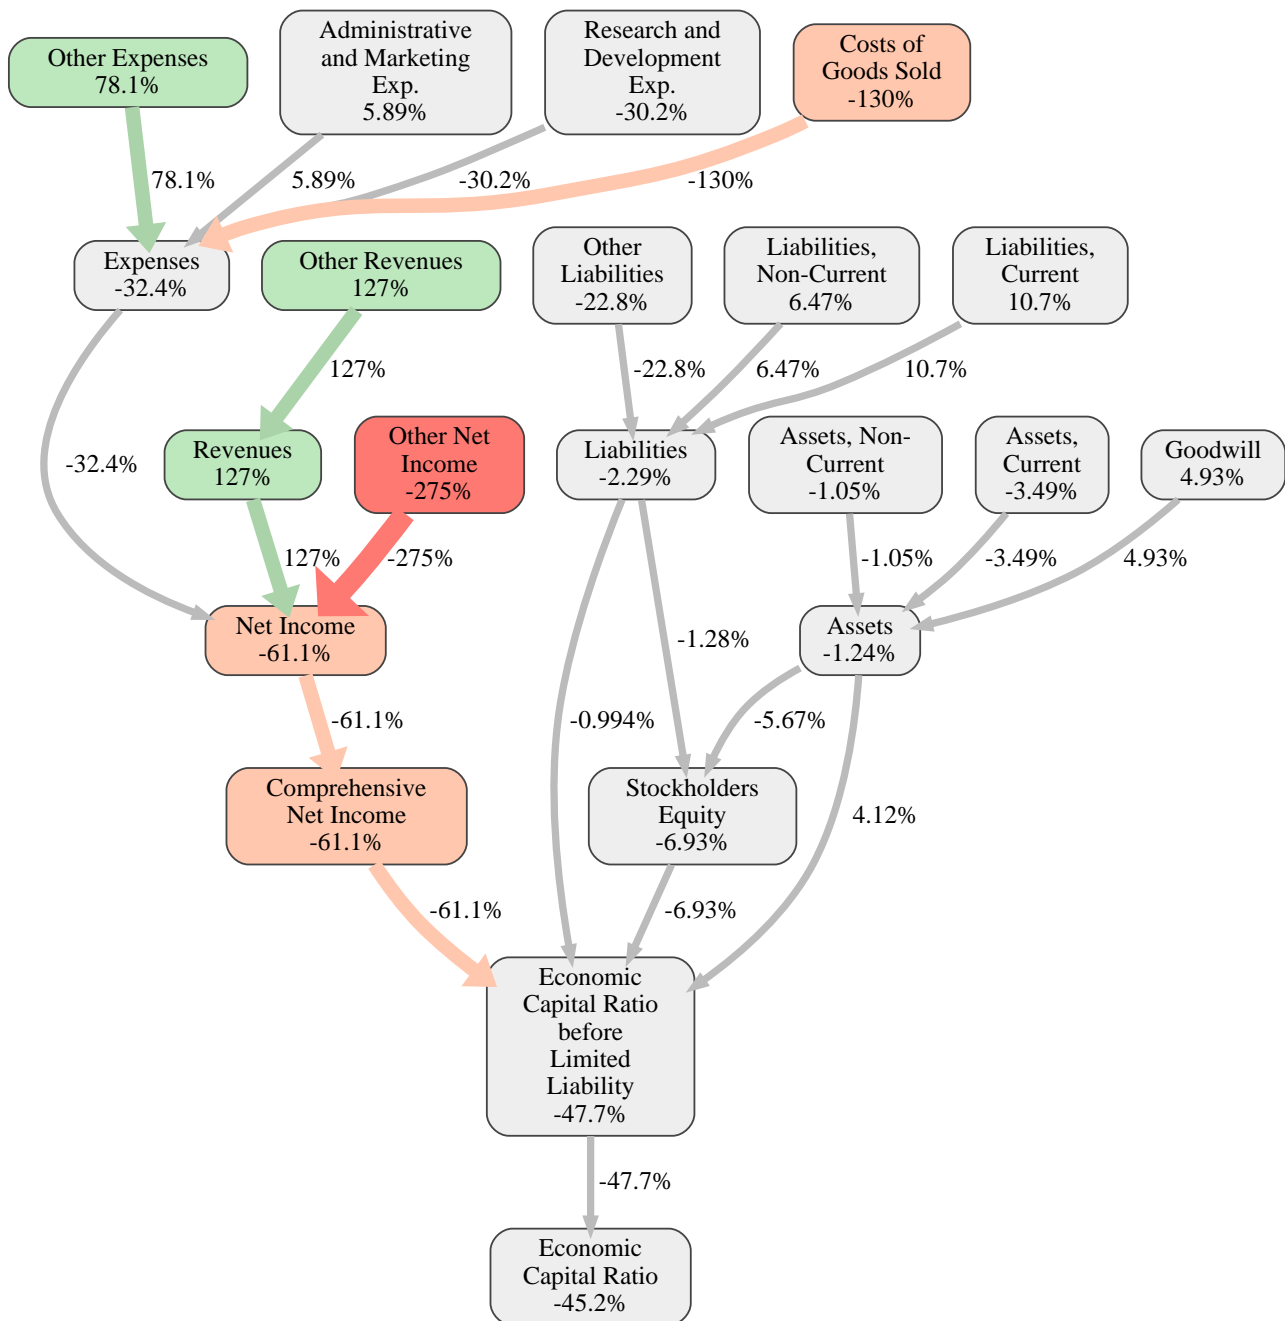 Other Expenses
78.1%
Administrative
and Marketing
Exp.
5.89%
Research and
Development
Exp.
-30.2%
Costs of
Goods Sold
-130%
78.1%
5.89%
-30.2%
-130%
Expenses
-32.4%
Other Revenues
127%
Other
Liabilities
-22.8%
Liabilities,
Non-Current
6.47%
Liabilities,
Current
10.7%
127%
-22.8%
6.47%
10.7%
-32.4%
Revenues
127%
Other Net
Income
-275%
Liabilities
-2.29%
Assets, Non-
Current
-1.05%
Assets,
Current
-3.49%
Goodwill
4.93%
127%
-275%
-1.05%
-3.49%
4.93%
Net Income
-61.1%
-1.28%
Assets
-1.24%
-61.1%
-0.994%
-5.67%
Comprehensive
Net Income
-61.1%
Stockholders
Equity
-6.93%
4.12%
-61.1%
-6.93%
Economic
Capital Ratio
before
Limited
Liability
-47.7%
-47.7%
Economic
Capital Ratio
-45.2%